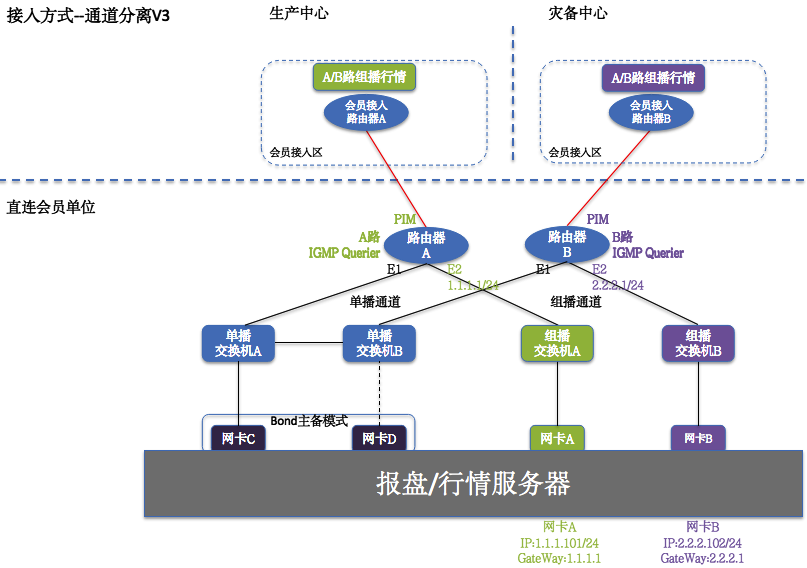 接入方式--通道分离V3
生产中心
灾备中心
A/B路组播行情
会员接入
路由器A
会员接入区
A/B路组播行情
会员接入
路由器B
会员接入区
直连会员单位
PIM
A路
IGMP Querier
路由器
A
E1
E2
1.1.1.1/24
PIM
路由器
B
B路
IGMP Querier
E1
E2
2.2.2.1/24
单播通道
组播通道
单播
交换机A
单播
交换机B
组播
交换机A
组播
交换机B
Bond主备模式
网卡C
网卡D
网卡A
网卡B
报盘/行情服务器
网卡A
IP:1.1.1.101/24
GateWay:1.1.1.1
网卡B
IP:2.2.2.102/24
GateWay:2.2.2.1